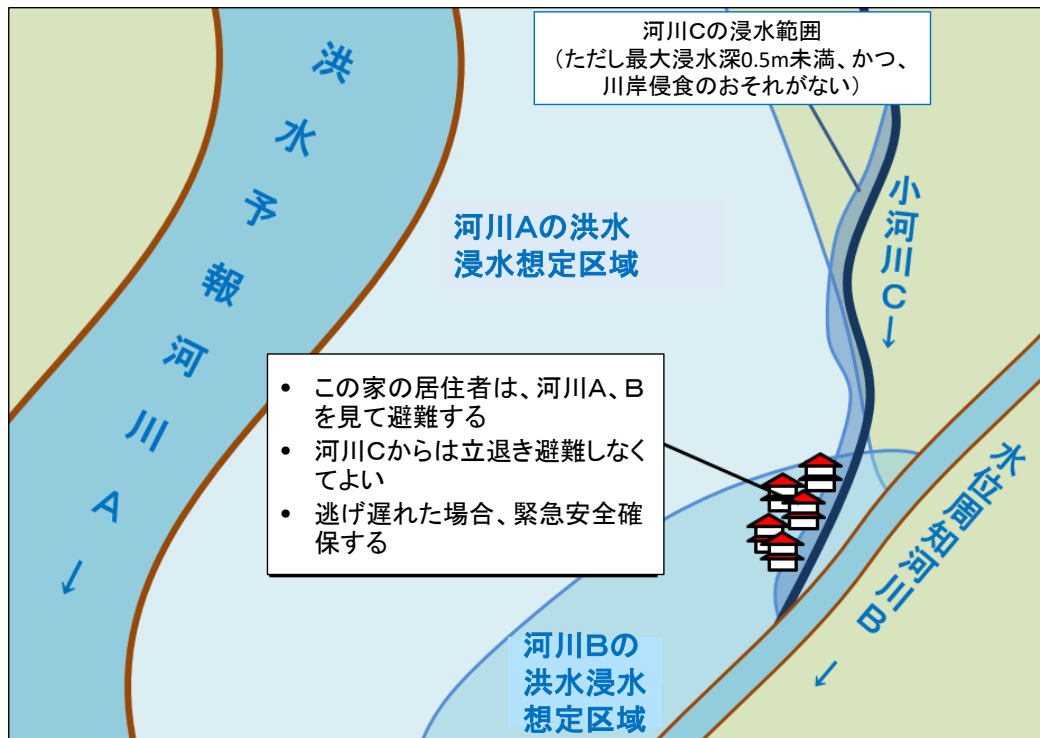 河川Cの浸水範囲
（ただし最大浸水深0.5m未満、かつ、
川岸侵食のおそれがない）
洪水予報河川A↓
河川Aの洪水
浸水想定区域
小河川C↓
• この家の居住者は、河川A、B
を見て避難する
• 河川Cからは立退き避難しなく
てよい
• 逃げ遅れた場合、緊急安全確
保する
水位周知河川B↓
河川Bの
洪水浸水
想定区域